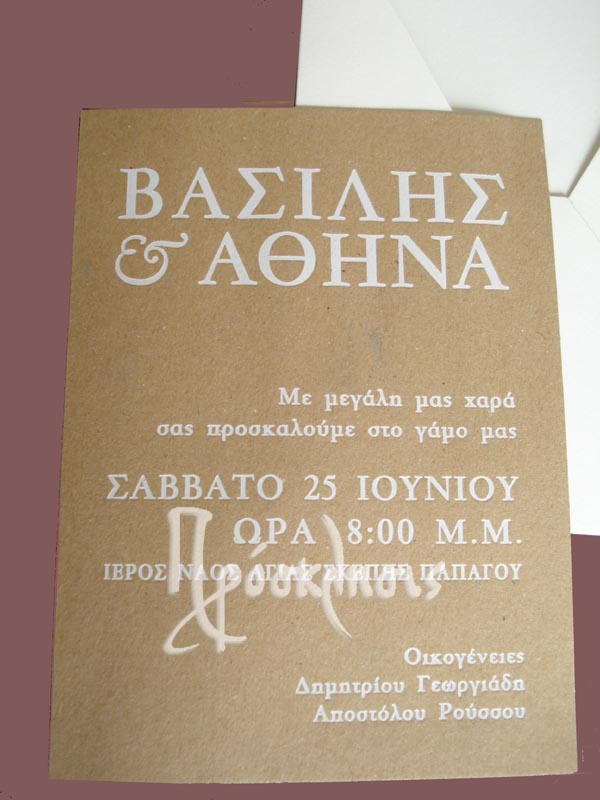 ΒΑΣΙΛΗΣ
& ΑΘΗΝΑ
Με μεγάλη μας χαρά
σας προσκαλούμε στο γάμο μας
ΣΑΒΒΑΤΟ 25 ΙΟΥΝΙΟΥ
ΩΡΑ 8:00 Μ.Μ.
ΙΕΡΟΣ ΝΑΟΣ ΑΓΙΑΣ ΣΚΕΠΗΣ ΠΑΠΑΓΟΥ
Πρόσκλησις
Οικογένειες
Δημητρίου Γεωργιάδη
Αποστόλου Ρούσσου